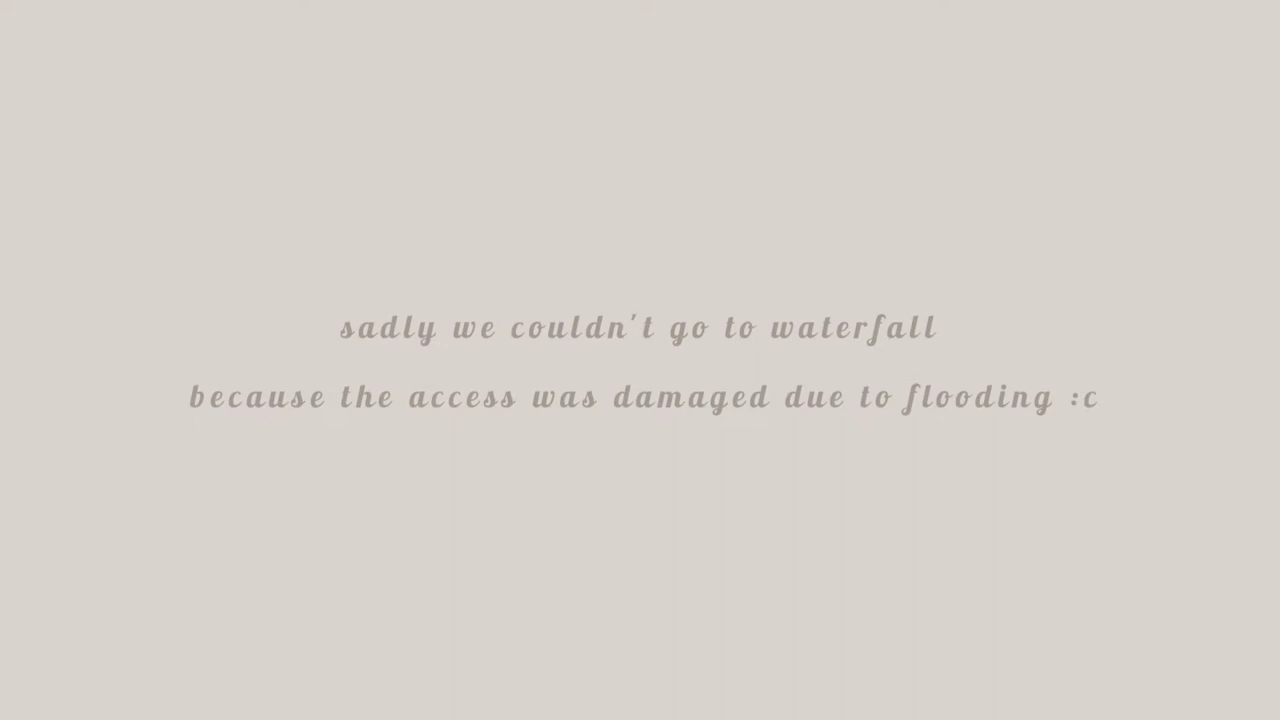 sadly we couldn't go to waterfall
because the access was damaged due to flooding :c